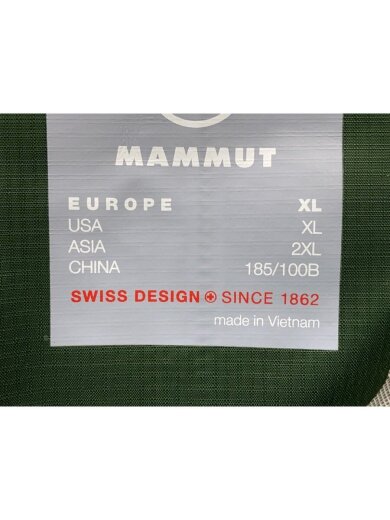 MAMMUT
EUROPE XL
USA XL
ASIA 2XL
CHINA 185/100B
SWISS DESIGN SINCE 1862
made in Vietnam